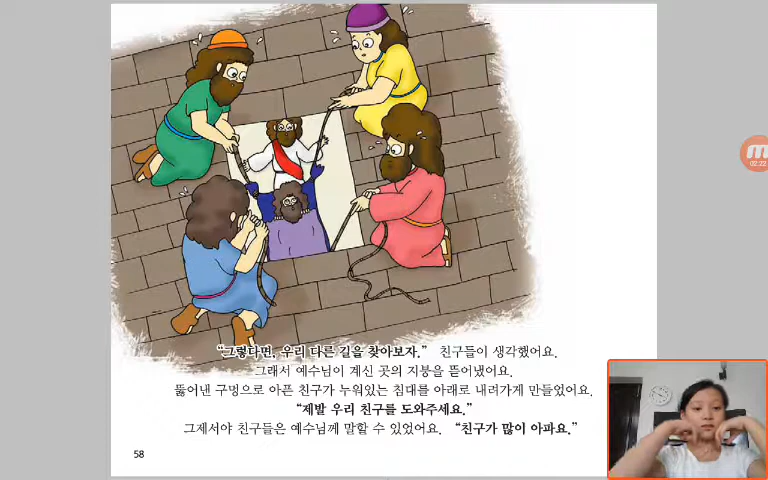 "그렇다면, 우리 다른 길을 찾아보자." 친구들이 생각했어요.
그래서 예수님이 계신 곳의 지붕을 뜯어냈어요.
뚫어낸 구멍으로 아픈 친구가 누워있는 침대를 아래로 내려가게 만들었어요.
"제발 우리 친구를 도와주세요."
그제서야 친구들은 예수님께 말할 수 있었어요. "친구가 많이 아파요."
58
02:22